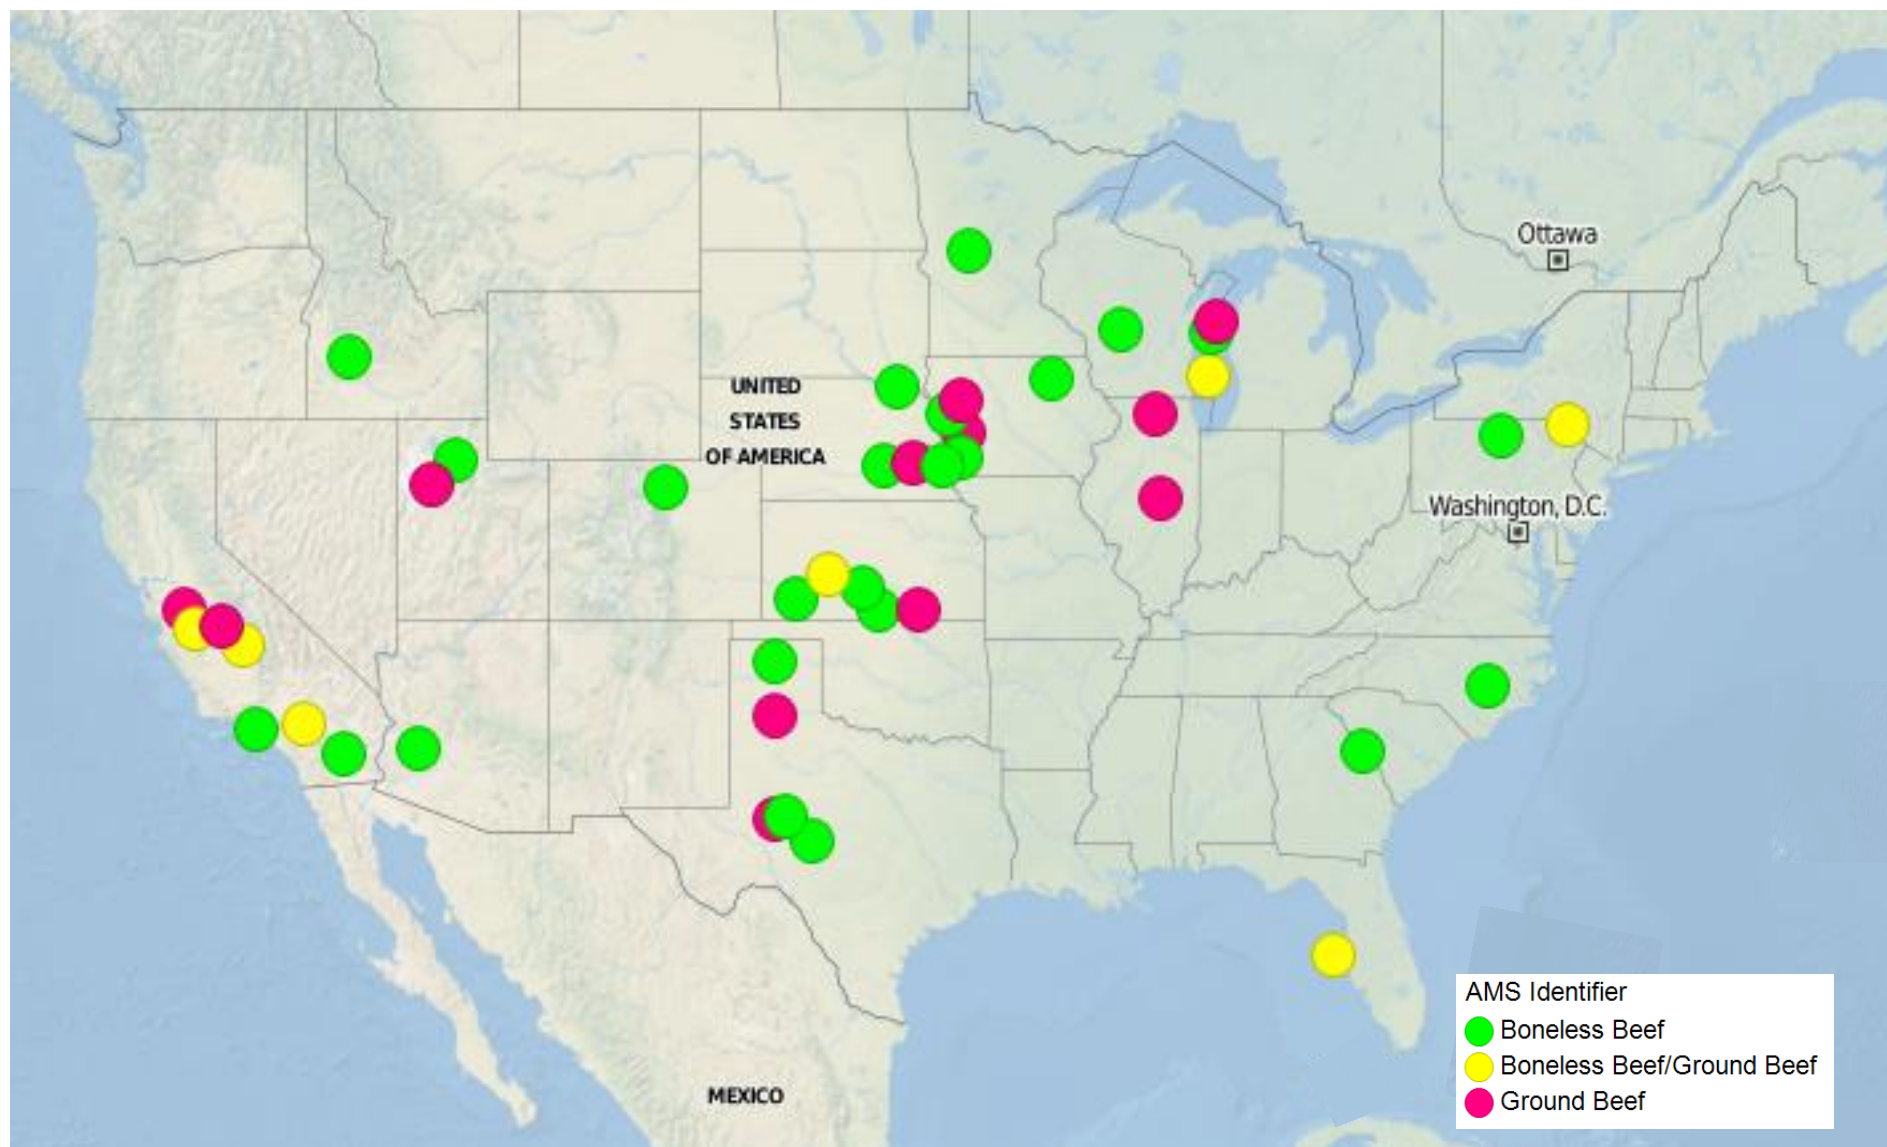 Ottawa
UNITED
STATES
OF AMERICA
Washington, D.C.
MEXICO
AMS Identifier
Boneless Beef
Boneless Beef/Ground Beef
Ground Beef